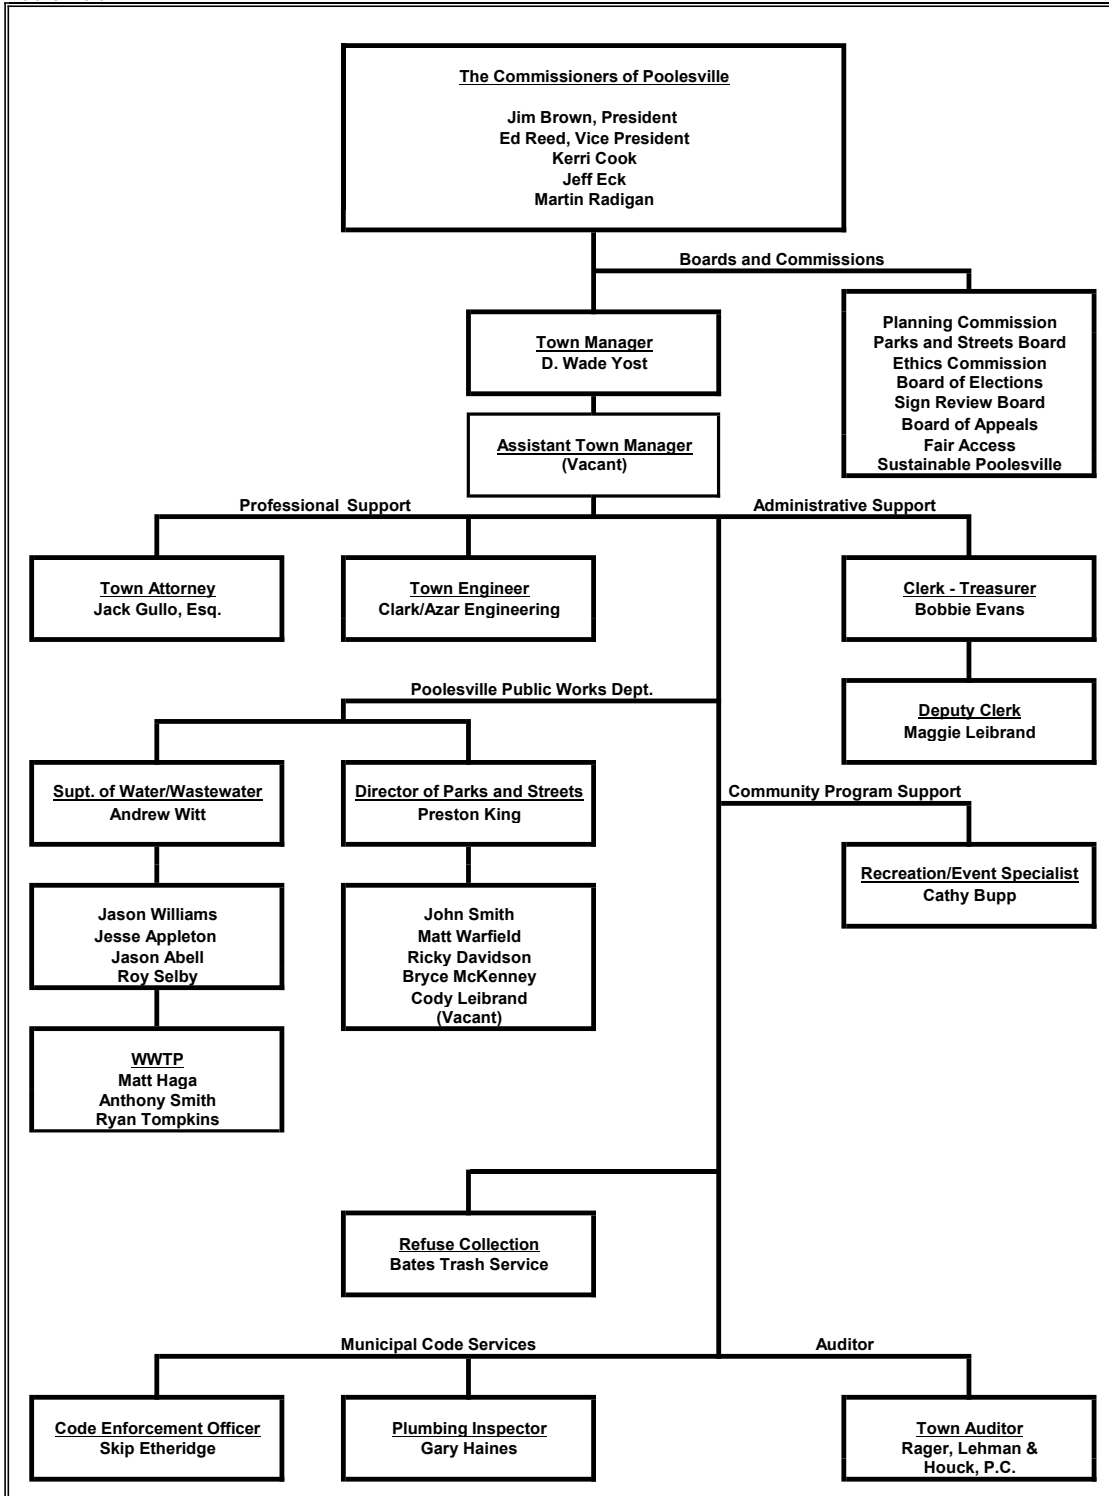 The Commissioners of Poolesville
Jim Brown, President
Ed Reed, Vice President
Kerri Cook
Jeff Eck
Martin Radigan
Boards and Commissions
Planning Commission
Parks and Streets Board
Ethics Commission
Board of Elections
Sign Review Board
Board of Appeals
Fair Access
Sustainable Poolesville
Town Manager
D. Wade Yost
Assistant Town Manager
(Vacant)
Professional Support
Administrative Support
Town Attorney
Jack Gullo, Esq.
Town Engineer
Clark/Azar Engineering
Clerk - Treasurer
Bobbie Evans
Deputy Clerk
Maggie Leibrand
Poolesville Public Works Dept.
Supt. of Water/Wastewater
Andrew Witt
Director of Parks and Streets
Preston King
Community Program Support
Recreation/Event Specialist
Cathy Bupp
Jason Williams
Jesse Appleton
Jason Abell
Roy Selby
John Smith
Matt Warfield
Ricky Davidson
Bryce McKenney
Cody Leibrand
(Vacant)
WWTP
Matt Haga
Anthony Smith
Ryan Tompkins
Refuse Collection
Bates Trash Service
Municipal Code Services
Auditor
Code Enforcement Officer
Skip Etheridge
Plumbing Inspector
Gary Haines
Town Auditor
Rager, Lehman &
Houck, P.C.